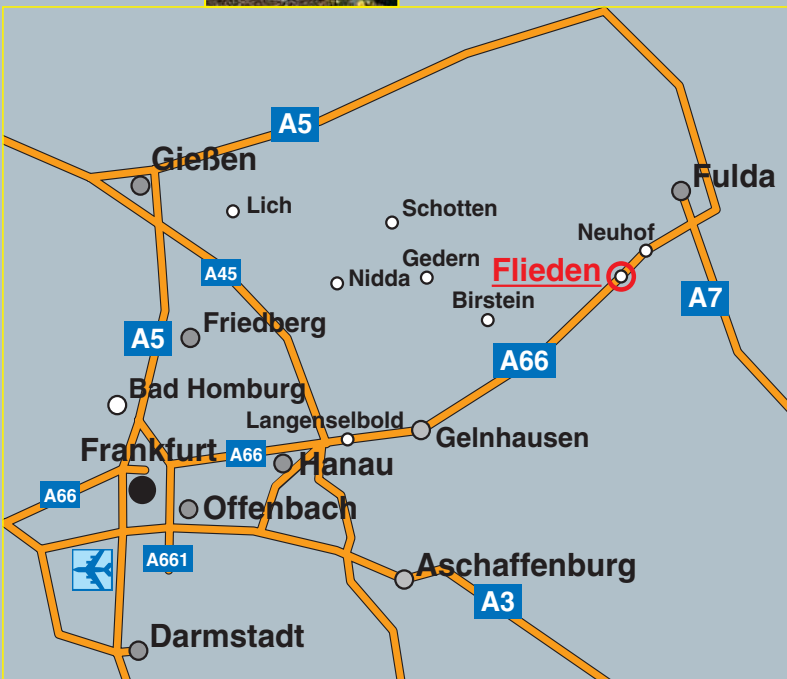 A5
Gießen
Fulda
Lich
Schotten
Neuhof
Gedern
Flieden
A45
Nidda
Birstein
A7
Friedberg
A5
A66
Bad Homburg
Langenselbold
Gelnhausen
Frankfurt
A66
Hanau
A66
Offenbach
A661
Aschaffenburg
A3
Darmstadt